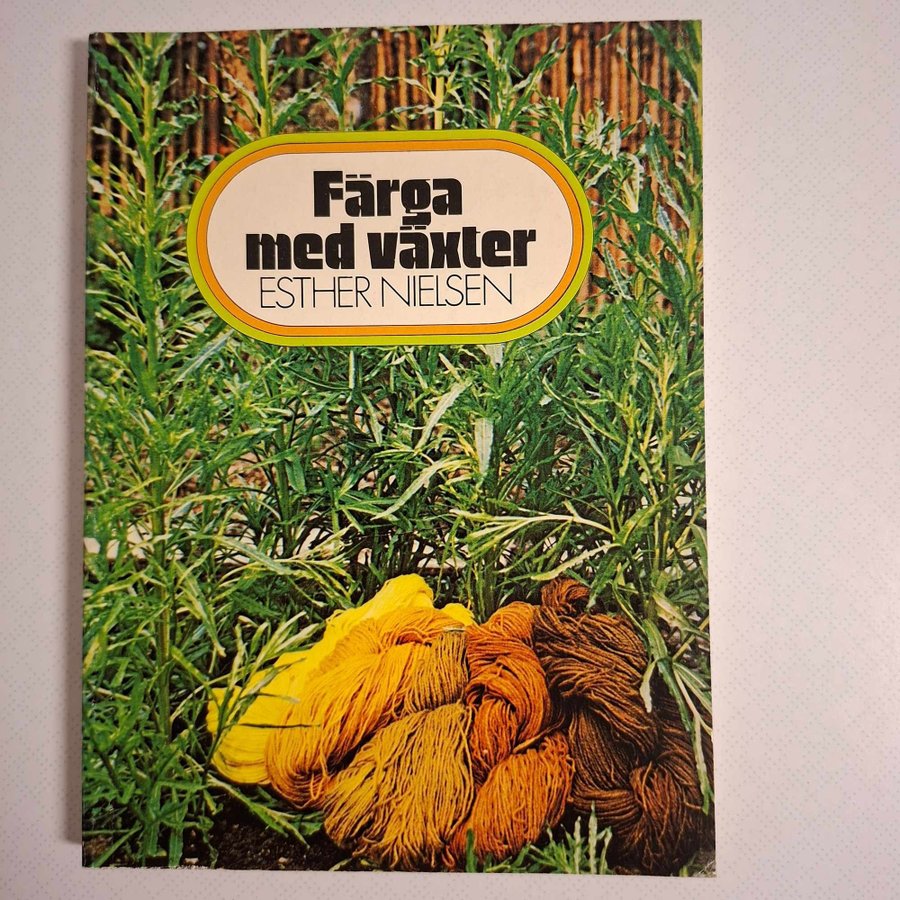 Färga
med växter
ESTHER NIELSEN